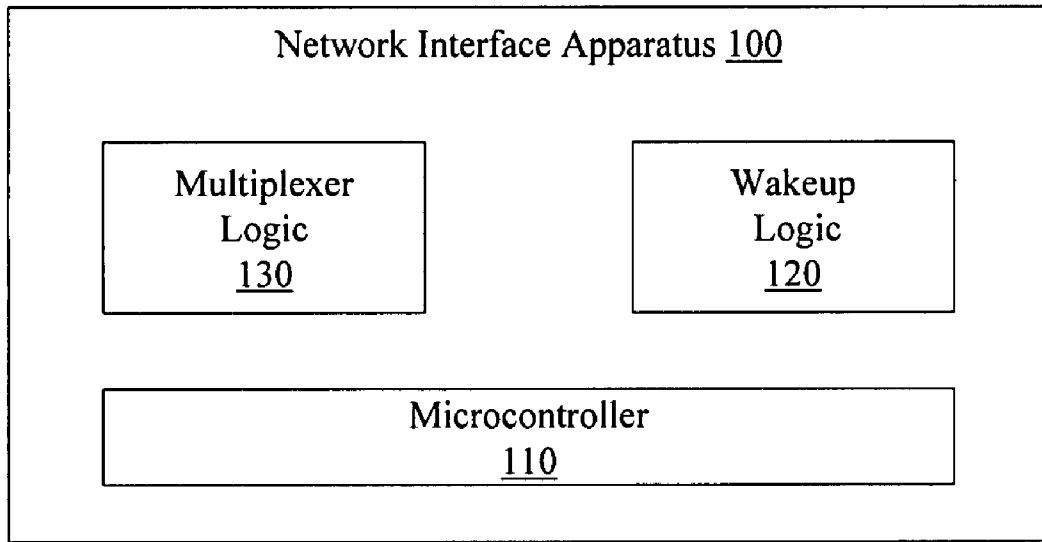 Network Interface Apparatus 100
Multiplexer
Logic
130
Wakeup
Logic
120
Microcontroller
110